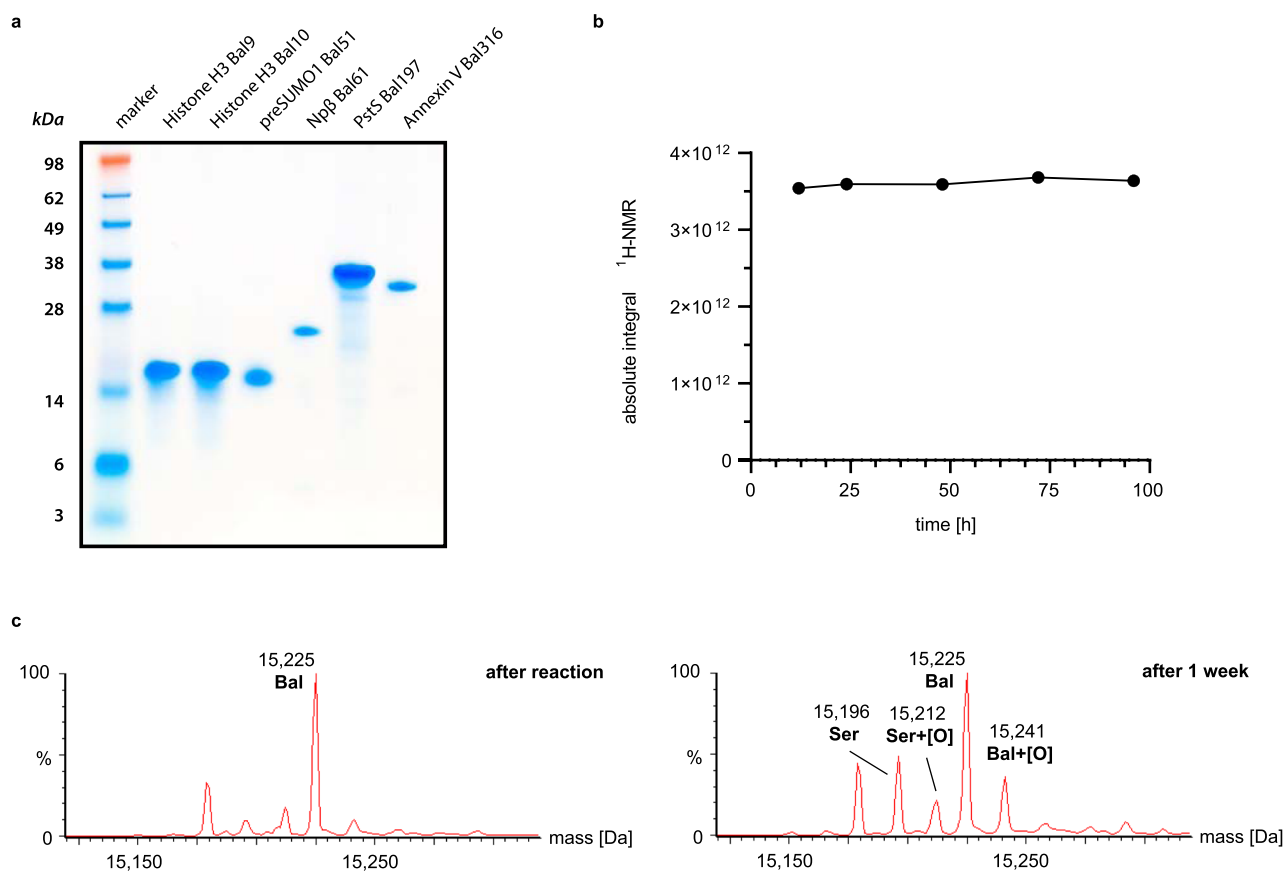 a
kDa
marker
Histone H3 Bal9
Histone H3 Bal10
preSUMO1 Bal51
Npβ Bal61
PstS Bal197
Annexin V Bal316
98
62
49
38
28
14
6
3
b
absolute integral ¹H-NMR
4×10¹²
3×10¹²
2×10¹²
1×10¹²
0
0 25 50 75 100
time [h]
c
after reaction
100
%
0
15,225
Bal
15,150 15,250
mass [Da]
after 1 week
100
%
0
15,196
Ser
15,212
Ser+[O]
15,225
Bal
15,241
Bal+[O]
15,150 15,250
mass [Da]